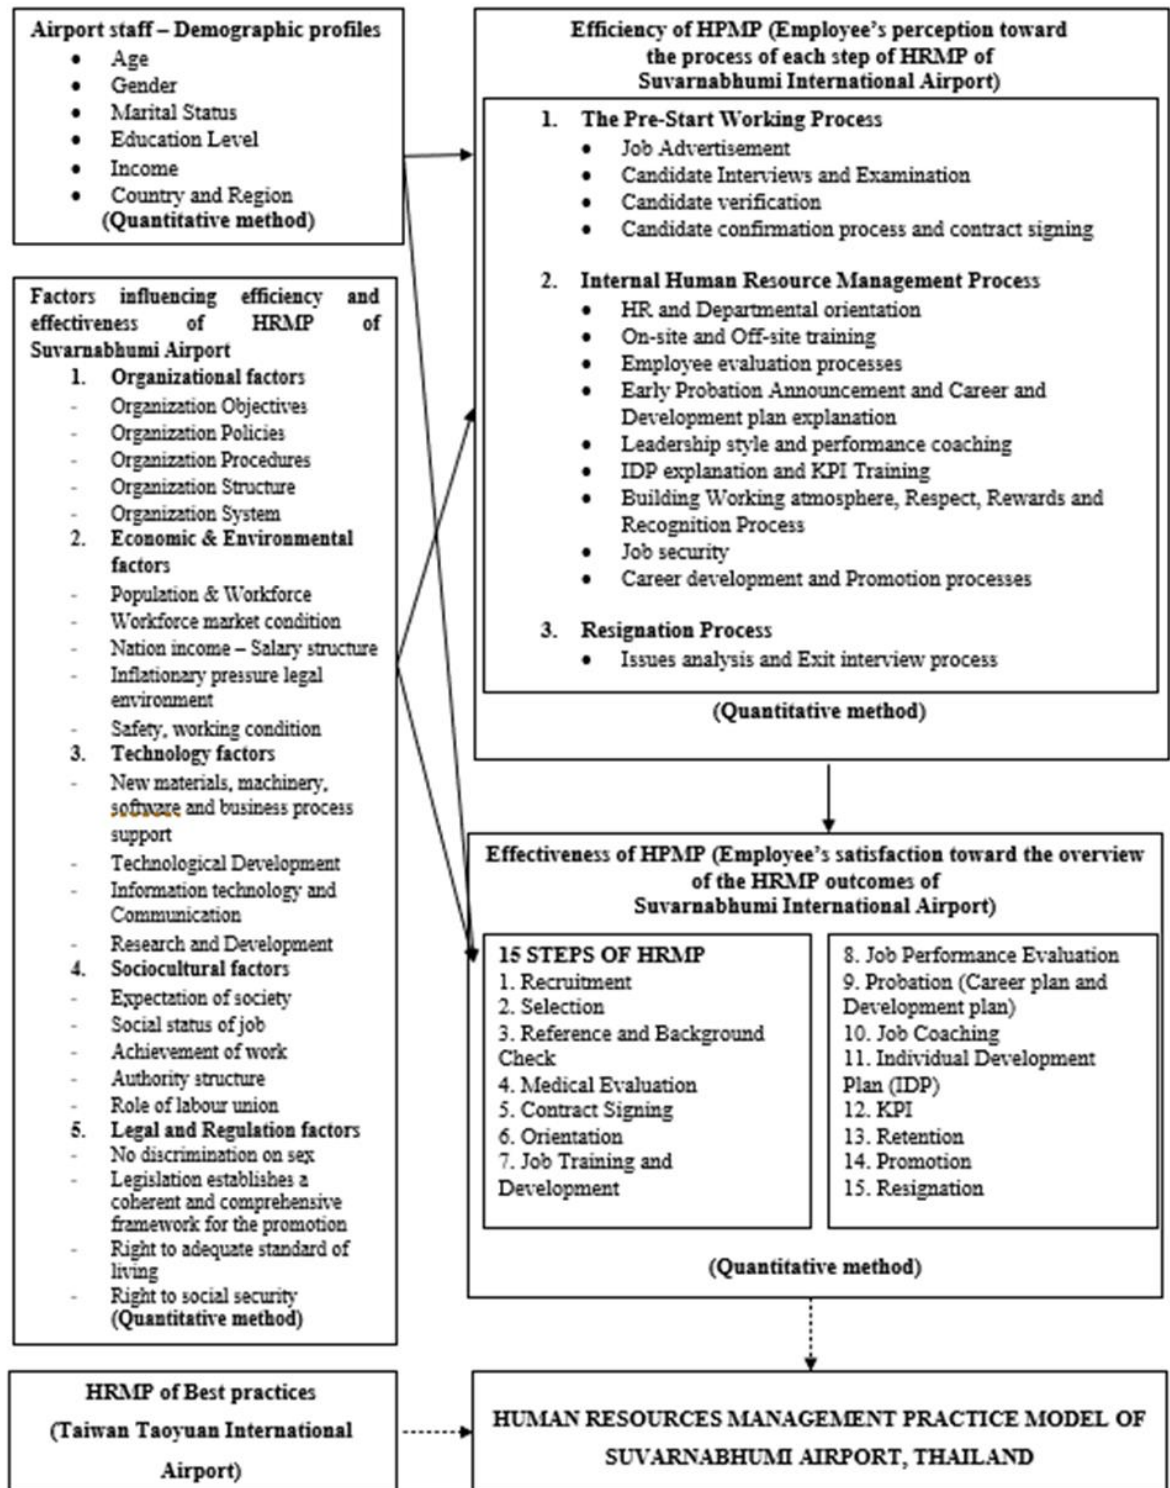 Airport staff – Demographic profiles
• Age
• Gender
• Marital Status
• Education Level
• Income
• Country and Region
(Quantitative method)
Factors influencing efficiency and
effectiveness of HRMP of
Suvarnabhumi Airport
1. Organizational factors
- Organization Objectives
- Organization Policies
- Organization Procedures
- Organization Structure
- Organization System
2. Economic & Environmental
factors
- Population & Workforce
- Workforce market condition
- Nation income – Salary structure
- Inflationary pressure legal
environment
- Safety, working condition
3. Technology factors
- New materials, machinery,
software and business process
support
- Technological Development
- Information technology and
Communication
- Research and Development
4. Sociocultural factors
- Expectation of society
- Social status of job
- Achievement of work
- Authority structure
- Role of labour union
5. Legal and Regulation factors
- No discrimination on sex
- Legislation establishes a
coherent and comprehensive
framework for the promotion
- Right to adequate standard of
living
- Right to social security
(Quantitative method)
HRMP of Best practices
(Taiwan Taoyuan International
Airport)
Efficiency of HPMP (Employee's perception toward
the process of each step of HRMP of
Suvarnabhumi International Airport)
1. The Pre-Start Working Process
• Job Advertisement
• Candidate Interviews and Examination
• Candidate verification
• Candidate confirmation process and contract signing
2. Internal Human Resource Management Process
• HR and Departmental orientation
• On-site and Off-site training
• Employee evaluation processes
• Early Probation Announcement and Career and
Development plan explanation
• Leadership style and performance coaching
• IDP explanation and KPI Training
• Building Working atmosphere, Respect, Rewards and
Recognition Process
• Job security
• Career development and Promotion processes
3. Resignation Process
• Issues analysis and Exit interview process
(Quantitative method)
Effectiveness of HPMP (Employee's satisfaction toward the overview
of the HRMP outcomes of
Suvarnabhumi International Airport)
15 STEPS OF HRMP
1. Recruitment
2. Selection
3. Reference and Background
Check
4. Medical Evaluation
5. Contract Signing
6. Orientation
7. Job Training and
Development
8. Job Performance Evaluation
9. Probation (Career plan and
Development plan)
10. Job Coaching
11. Individual Development
Plan (IDP)
12. KPI
13. Retention
14. Promotion
15. Resignation
(Quantitative method)
HUMAN RESOURCES MANAGEMENT PRACTICE MODEL OF
SUVARNABHUMI AIRPORT, THAILAND